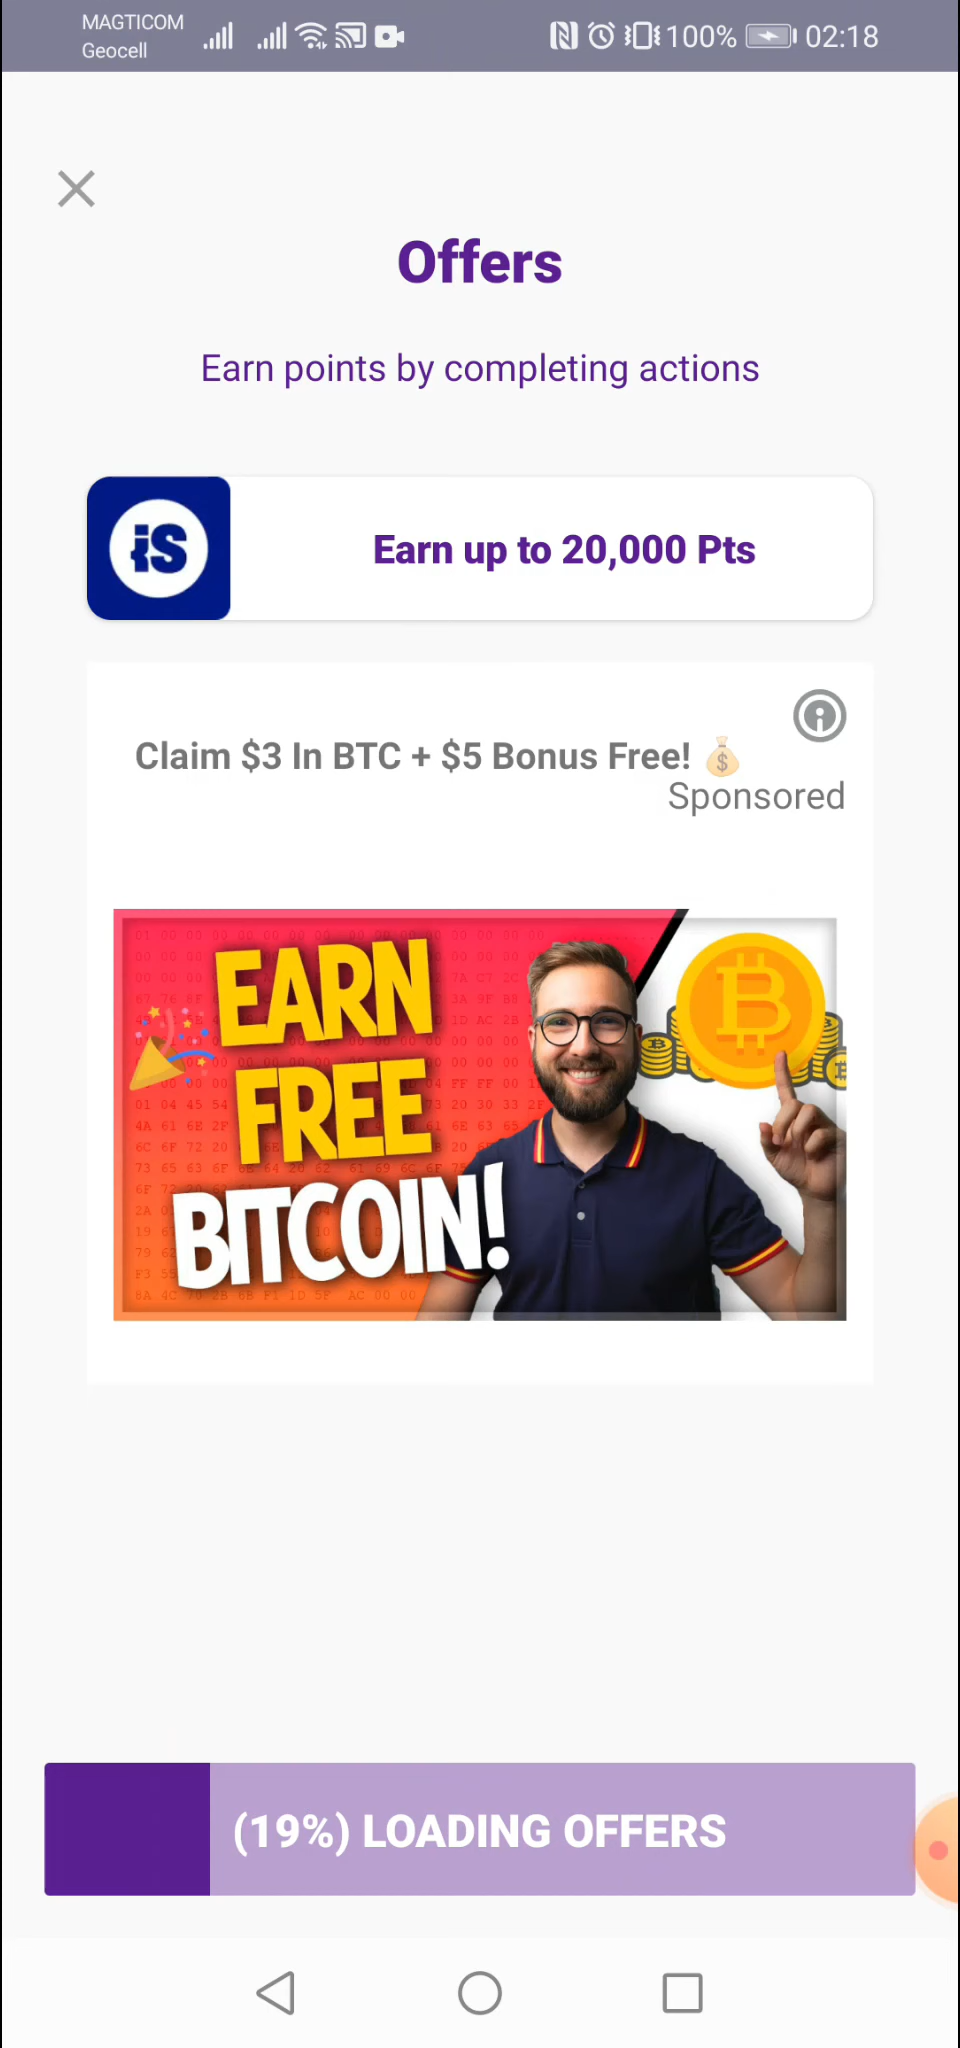 MAGTICOM
Geocell
100%
02:18
Offers
Earn points by completing actions
iS
Earn up to 20,000 Pts
Claim $3 In BTC + $5 Bonus Free! 💰
Sponsored
EARN
FREE
BITCOIN!
(19%) LOADING OFFERS